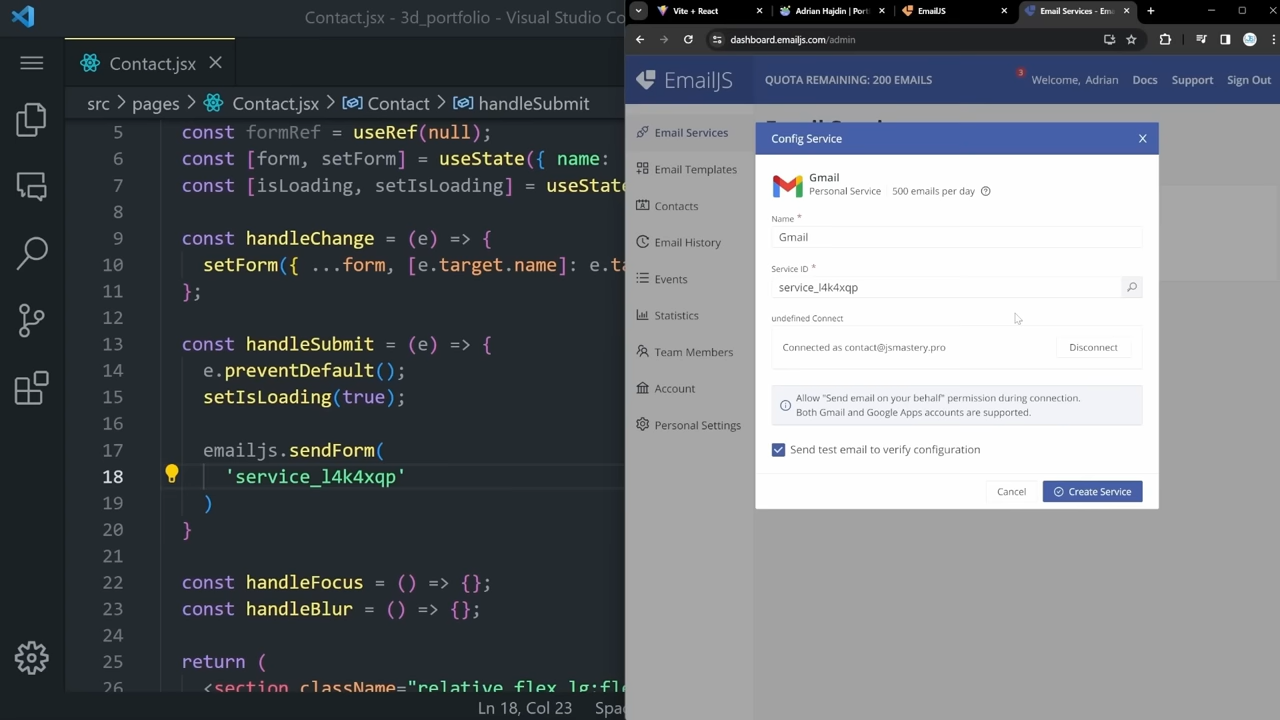 Contact.jsx - 3d_portfolio - Visual Studio Co
Contact.jsx
src > pages > Contact.jsx > Contact > handleSubmit
5 const formRef = useRef(null);
6 const [form, setForm] = useState({ name:
7 const [isLoading, setIsLoading] = useState
8
9 const handleChange = (e) => {
10 setForm({ ...form, [e.target.name]: e.ta
11 };
12
13 const handleSubmit = (e) => {
14 e.preventDefault();
15 setIsLoading(true);
16
17 emailjs.sendForm(
18 'service_l4k4xqp'
19 )
20 }
21
22 const handleFocus = () => {};
23 const handleBlur = () => {};
24
25 return (
26 <section className="relative flex lg:fle
Ln 18, Col 23 Spac
Vite + React
Adrian Hajdin | Port
EmailJS
Email Services - Ema
dashboard.emailjs.com/admin
EmailJS
QUOTA REMAINING: 200 EMAILS
3
Welcome, Adrian
Docs
Support
Sign Out
Email Services
Email Templates
Contacts
Email History
Events
Statistics
Team Members
Account
Personal Settings
Config Service
Gmail
Personal Service 500 emails per day
Name *
Gmail
Service ID *
service_l4k4xqp
undefined Connect
Connected as contact@jsmastery.pro
Disconnect
Allow "Send email on your behalf" permission during connection.
Both Gmail and Google Apps accounts are supported.
Send test email to verify configuration
Cancel
Create Service